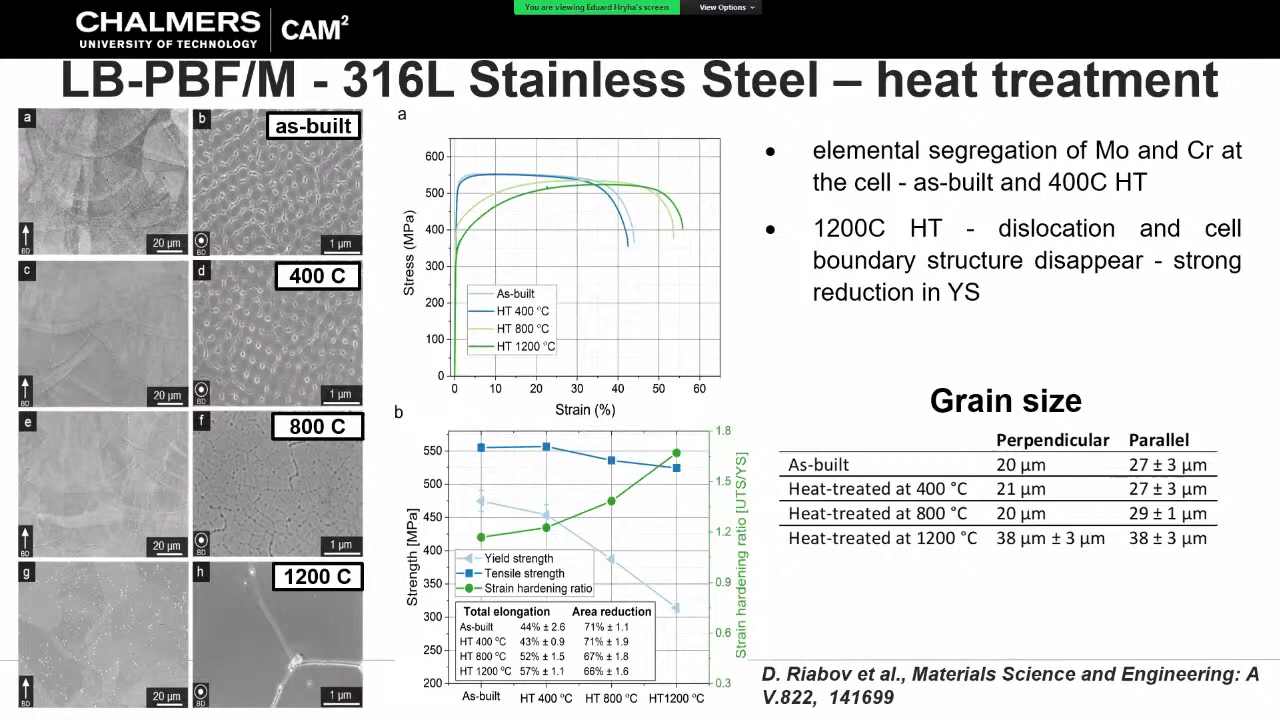 You are viewing Eduard Hryha's screen
View Options
CHALMERS
UNIVERSITY OF TECHNOLOGY
CAM²
LB-PBF/M - 316L Stainless Steel – heat treatment
a
b
as-built
BD
20 µm
BD
1 µm
c
d
400 C
BD
20 µm
BD
1 µm
e
f
800 C
BD
20 µm
BD
1 µm
g
h
1200 C
BD
20 µm
BD
1 µm
a
600
500
400
300
200
100
0
Stress (MPa)
As-built
HT 400 °C
HT 800 °C
HT 1200 °C
0 10 20 30 40 50 60
Strain (%)
b
550
500
450
400
350
300
250
200
Strength [MPa]
1.8
1.5
1.2
0.9
0.6
0.3
Strain hardening ratio [UTS/YS]
Yield strength
Tensile strength
Strain hardening ratio
Total elongation Area reduction
As-built 44% ± 2.6 71% ± 1.1
HT 400 °C 43% ± 0.9 71% ± 1.9
HT 800 °C 52% ± 1.5 67% ± 1.8
HT 1200 °C 57% ± 1.1 66% ± 1.6
As-built HT 400 °C HT 800 °C HT1200 °C
• elemental segregation of Mo and Cr at
the cell - as-built and 400C HT
• 1200C HT - dislocation and cell
boundary structure disappear - strong
reduction in YS
Grain size
Perpendicular Parallel
As-built 20 µm 27 ± 3 µm
Heat-treated at 400 °C 21 µm 27 ± 3 µm
Heat-treated at 800 °C 20 µm 29 ± 1 µm
Heat-treated at 1200 °C 38 µm ± 3 µm 38 ± 3 µm
D. Riabov et al., Materials Science and Engineering: A
V.822, 141699